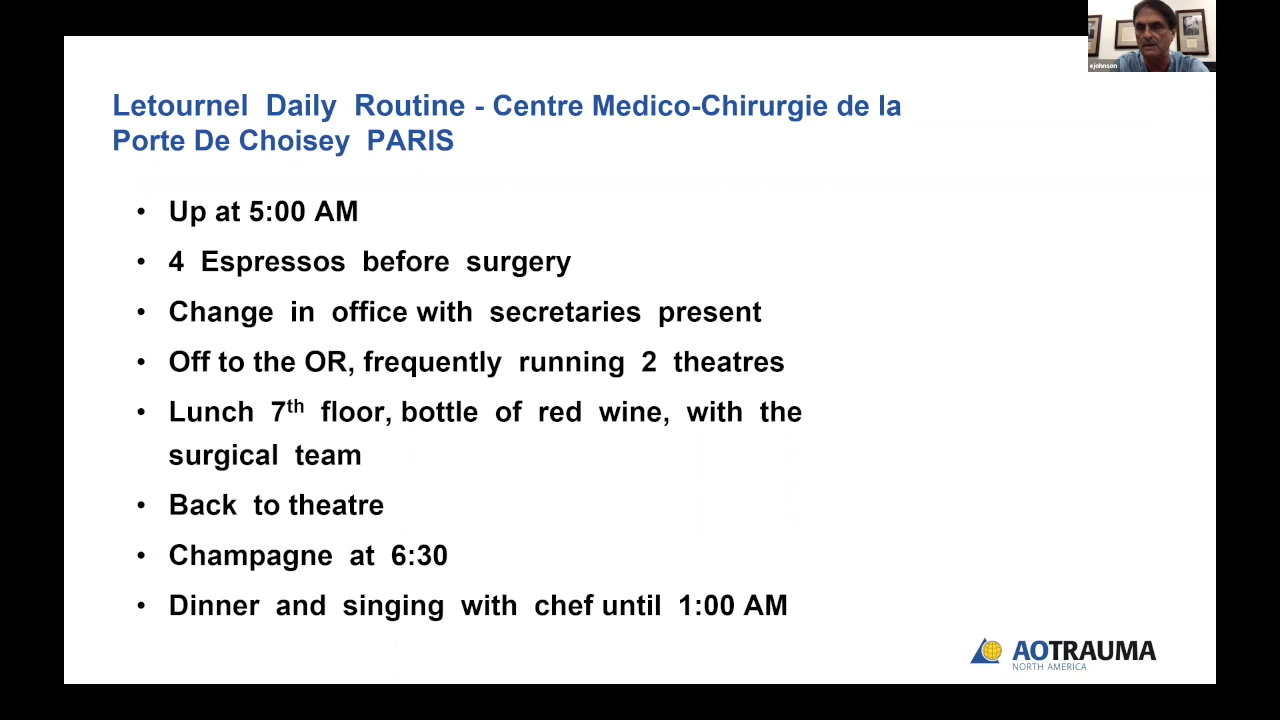 ejohnson
Letournel Daily Routine - Centre Medico-Chirurgie de la
Porte De Choisey PARIS
• Up at 5:00 AM
• 4 Espressos before surgery
• Change in office with secretaries present
• Off to the OR, frequently running 2 theatres
• Lunch 7th floor, bottle of red wine, with the
surgical team
• Back to theatre
• Champagne at 6:30
• Dinner and singing with chef until 1:00 AM
AOTRAUMA
NORTH AMERICA